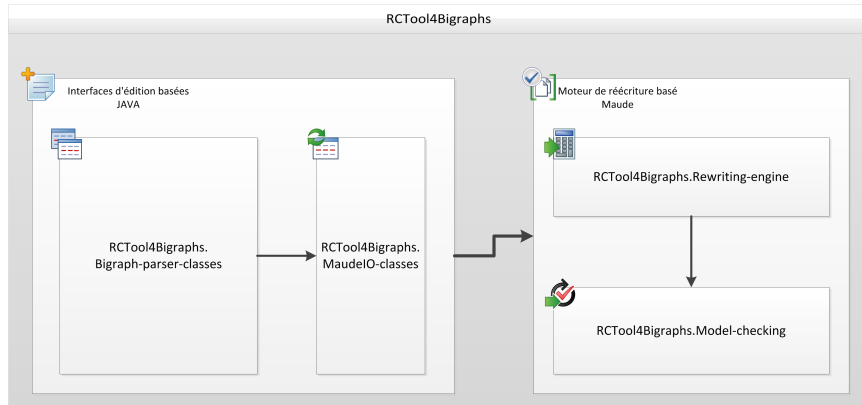 RCTool4Bigraphs
Interfaces d'édition basées
JAVA
RCTool4Bigraphs.
Bigraph-parser-classes
RCTool4Bigraphs.
MaudeIO-classes
Moteur de réécriture basé
Maude
RCTool4Bigraphs.Rewriting-engine
RCTool4Bigraphs.Model-checking